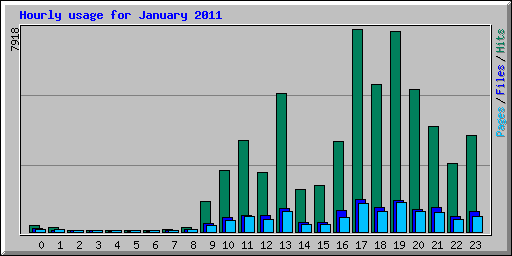 Hourly usage for January 2011
7918
Pages / Files / Hits
0 1 2 3 4 5 6 7 8 9 10 11 12 13 14 15 16 17 18 19 20 21 22 23